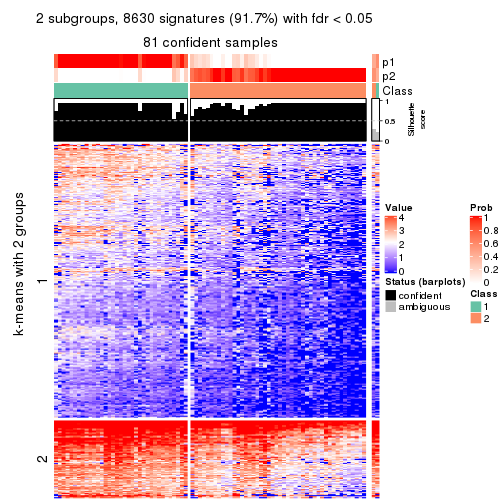 2 subgroups, 8630 signatures (91.7%) with fdr < 0.05
81 confident samples
p1
p2
Class
1
0.5
0
Silhouette
score
k-means with 2 groups
1
2
Value
4
3
2
1
0
Status (barplots)
confident
ambiguous
Prob
1
0.8
0.6
0.4
0.2
0
Class
1
2